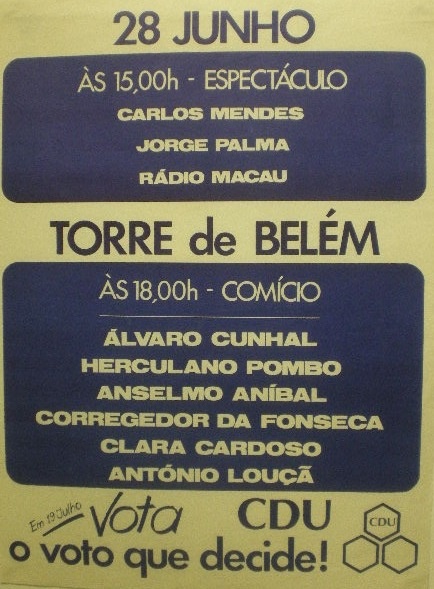 28 JUNHO
ÀS 15,00h - ESPECTÁCULO
CARLOS MENDES
JORGE PALMA
RÁDIO MACAU
TORRE de BELÉM
ÀS 18,00h - COMÍCIO
ÁLVARO CUNHAL
HERCULANO POMBO
ANSELMO ANÍBAL
CORREGEDOR DA FONSECA
CLARA CARDOSO
ANTÓNIO LOUÇÃ
Em 19 Julho Vota CDU
CDU
o voto que decide!